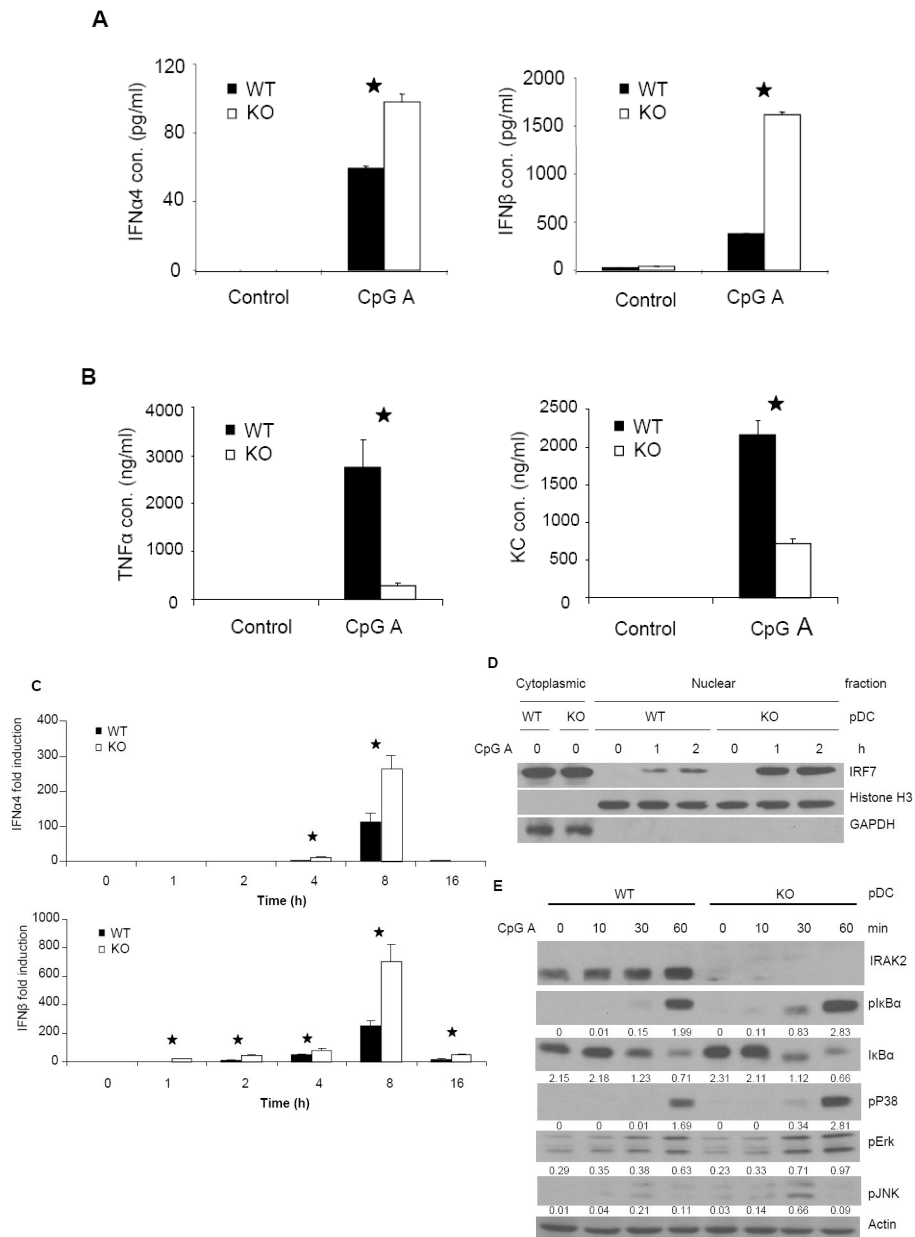 A
IFNα4 con. (pg/ml)
120
80
40
0
WT
KO
★
Control CpG A
IFNβ con. (pg/ml)
2000
1500
1000
500
0
WT
KO
★
Control CpG A
B
TNFα con. (ng/ml)
4000
3000
2000
1000
0
WT
KO
★
Control CpG A
KC con. (ng/ml)
2500
2000
1500
1000
500
0
WT
KO
★
Control CpG A
C
IFNα4 fold induction
400
300
200
100
0
WT
KO
★ ★
0 1 2 4 8 16
Time (h)
IFNβ fold induction
1000
800
600
400
200
0
WT
KO
★ ★ ★ ★ ★
0 1 2 4 8 16
Time (h)
D
Cytoplasmic Nuclear fraction
WT KO WT KO pDC
CpG A 0 0 0 1 2 0 1 2 h
IRF7
Histone H3
GAPDH
E
WT KO pDC
CpG A 0 10 30 60 0 10 30 60 min
IRAK2
pIκBα
0 0.01 0.15 1.99 0 0.11 0.83 2.83
IκBα
2.15 2.18 1.23 0.71 2.31 2.11 1.12 0.66
pP38
0 0 0.01 1.69 0 0 0.34 2.81
pErk
0.29 0.35 0.38 0.63 0.23 0.33 0.71 0.97
pJNK
0.01 0.04 0.21 0.11 0.03 0.14 0.66 0.09
Actin